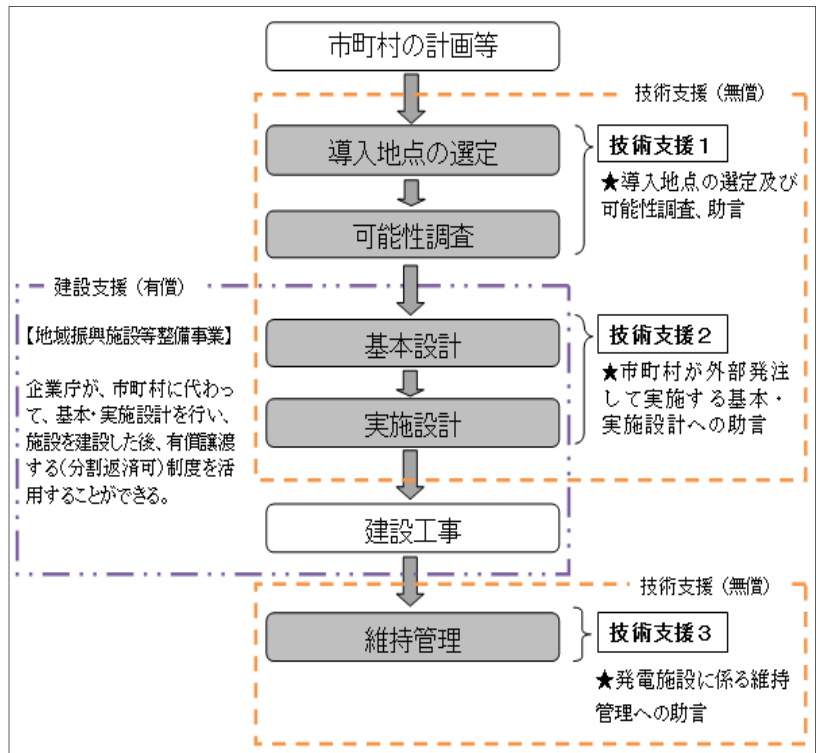 市町村の計画等
技術支援（無償）
導入地点の選定
技術支援１
★導入地点の選定及び
可能性調査、助言
可能性調査
建設支援（有償）
【地域振興施設等整備事業】
企業庁が、市町村に代わっ
て、基本・実施設計を行い、
施設を建設した後、有償譲渡
する(分割返済可)制度を活
用することができる。
基本設計
技術支援２
★市町村が外部発注
して実施する基本・
実施設計への助言
実施設計
建設工事
技術支援（無償）
維持管理
技術支援３
★発電施設に係る維持
管理への助言